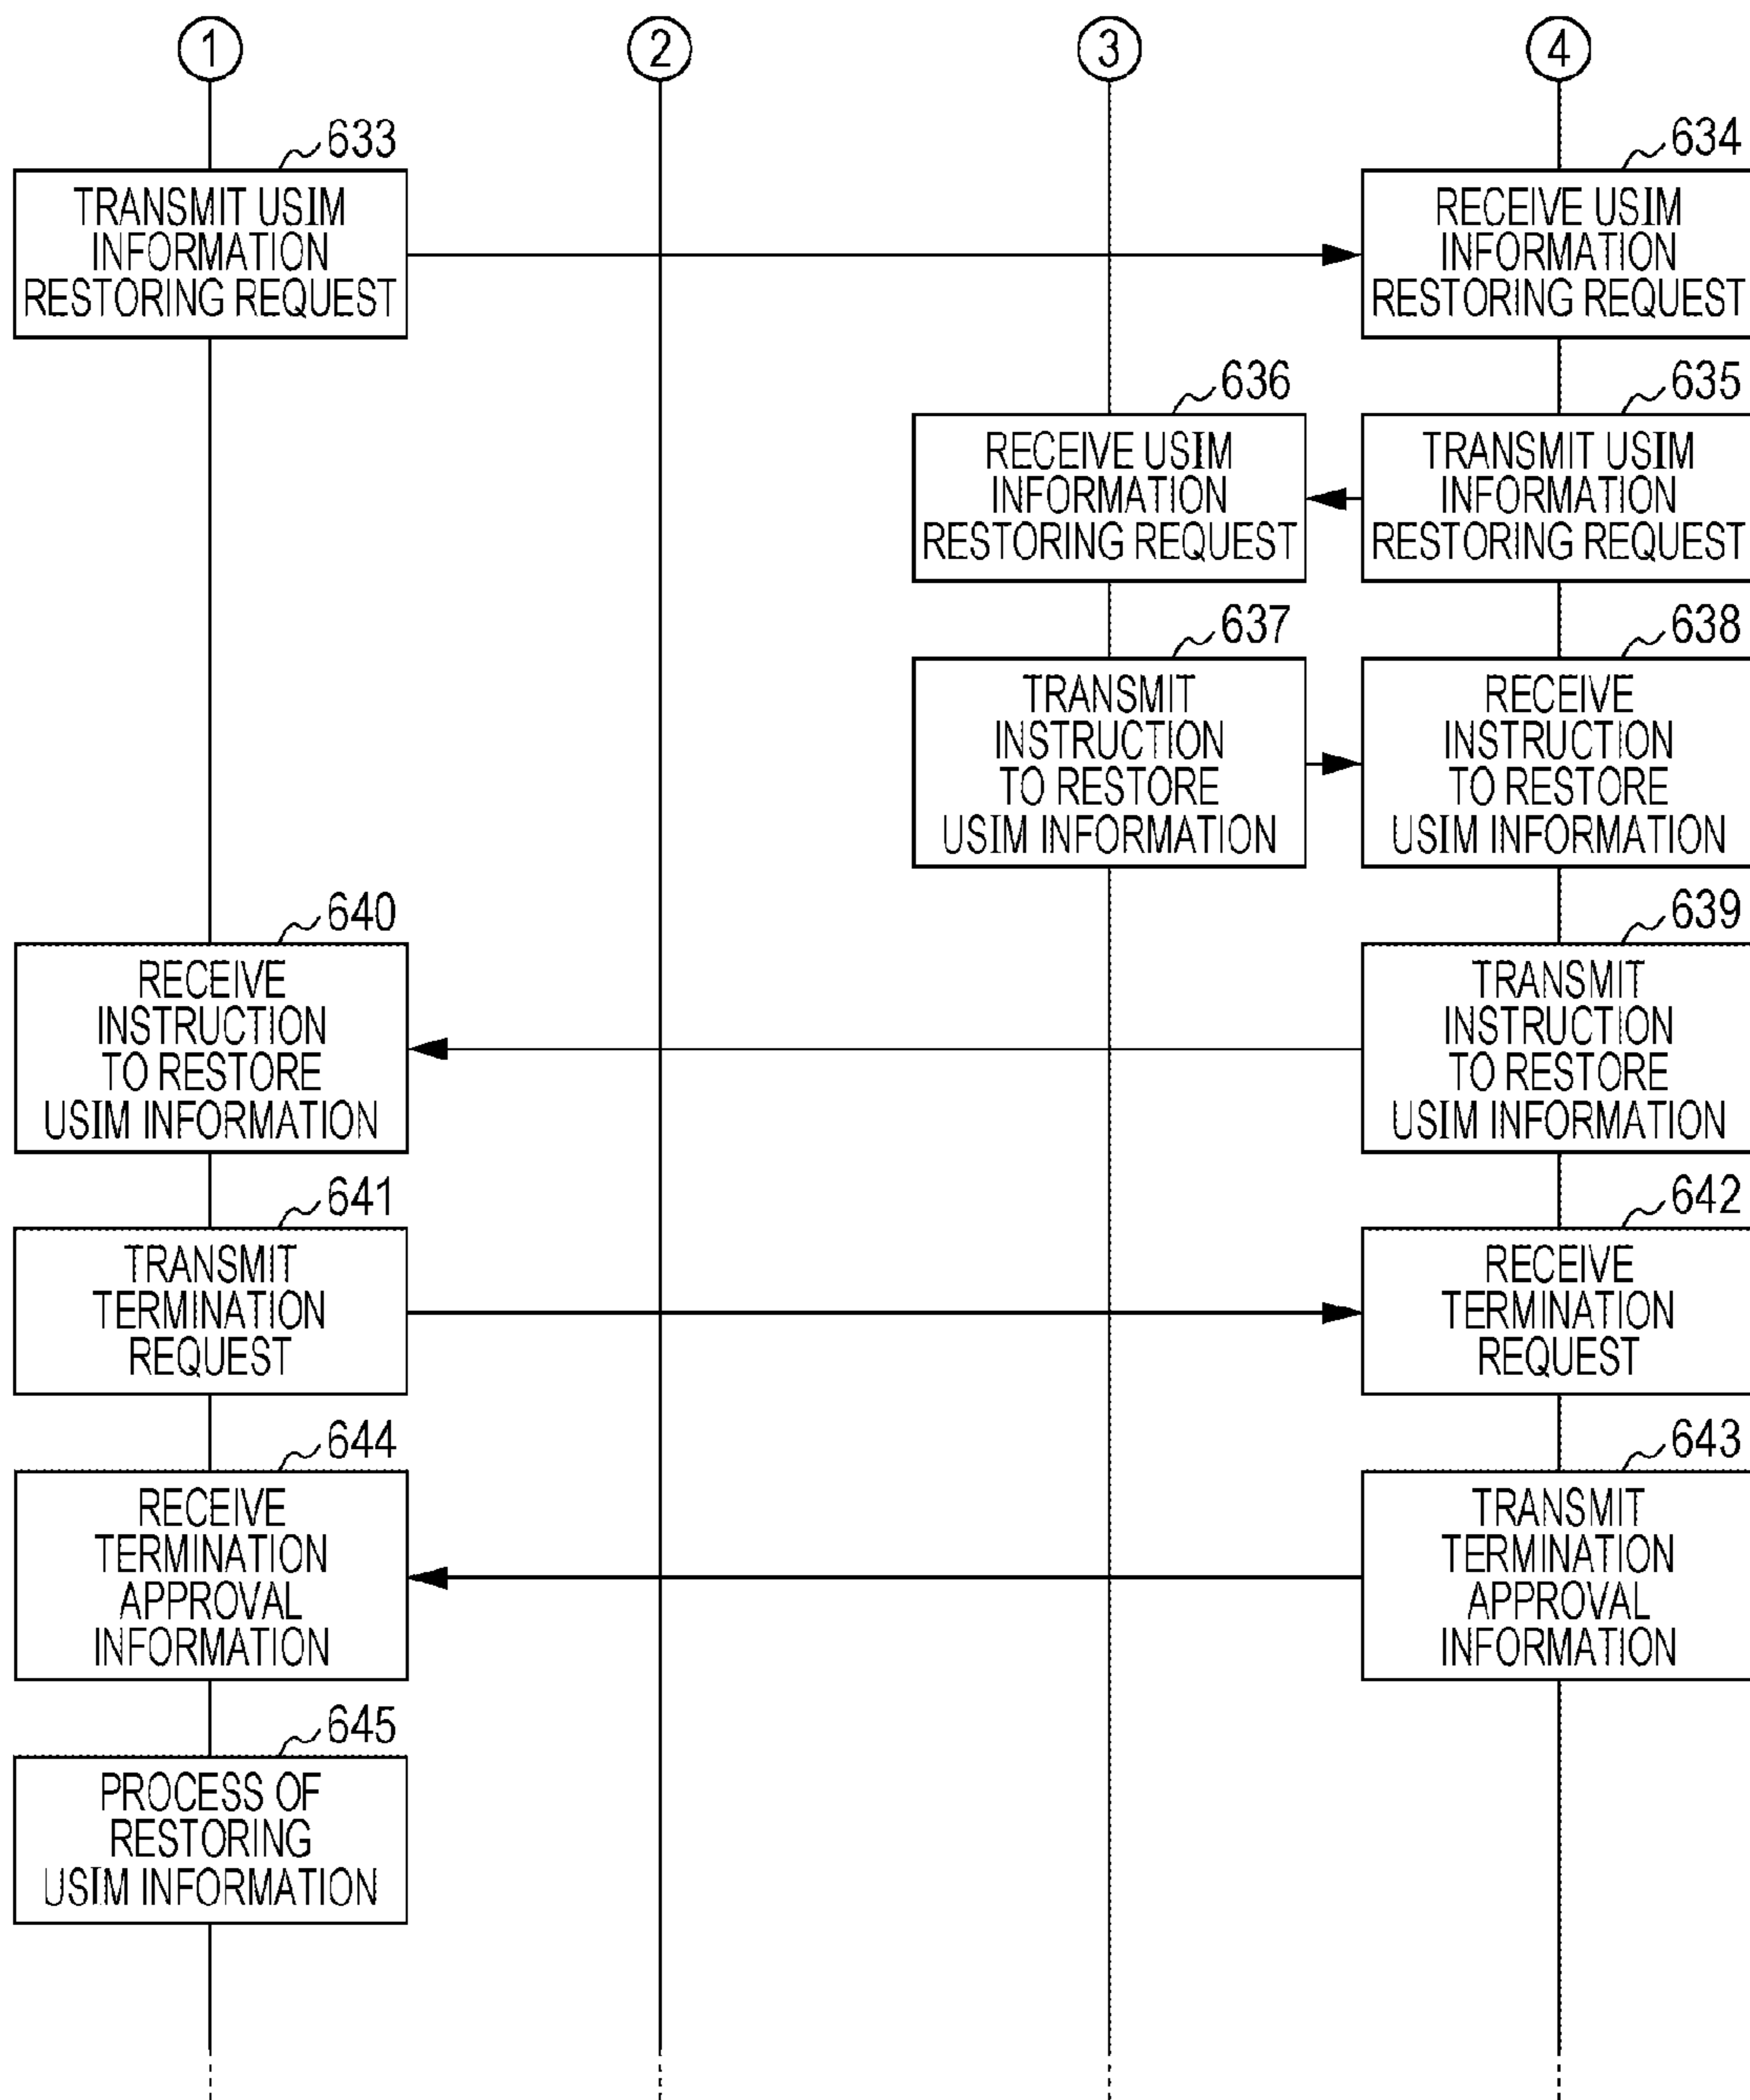 1
2
3
4
633
TRANSMIT USIM
INFORMATION
RESTORING REQUEST
634
RECEIVE USIM
INFORMATION
RESTORING REQUEST
636
RECEIVE USIM
INFORMATION
RESTORING REQUEST
635
TRANSMIT USIM
INFORMATION
RESTORING REQUEST
637
TRANSMIT
INSTRUCTION
TO RESTORE
USIM INFORMATION
638
RECEIVE
INSTRUCTION
TO RESTORE
USIM INFORMATION
640
RECEIVE
INSTRUCTION
TO RESTORE
USIM INFORMATION
639
TRANSMIT
INSTRUCTION
TO RESTORE
USIM INFORMATION
641
TRANSMIT
TERMINATION
REQUEST
642
RECEIVE
TERMINATION
REQUEST
644
RECEIVE
TERMINATION
APPROVAL
INFORMATION
643
TRANSMIT
TERMINATION
APPROVAL
INFORMATION
645
PROCESS OF
RESTORING
USIM INFORMATION